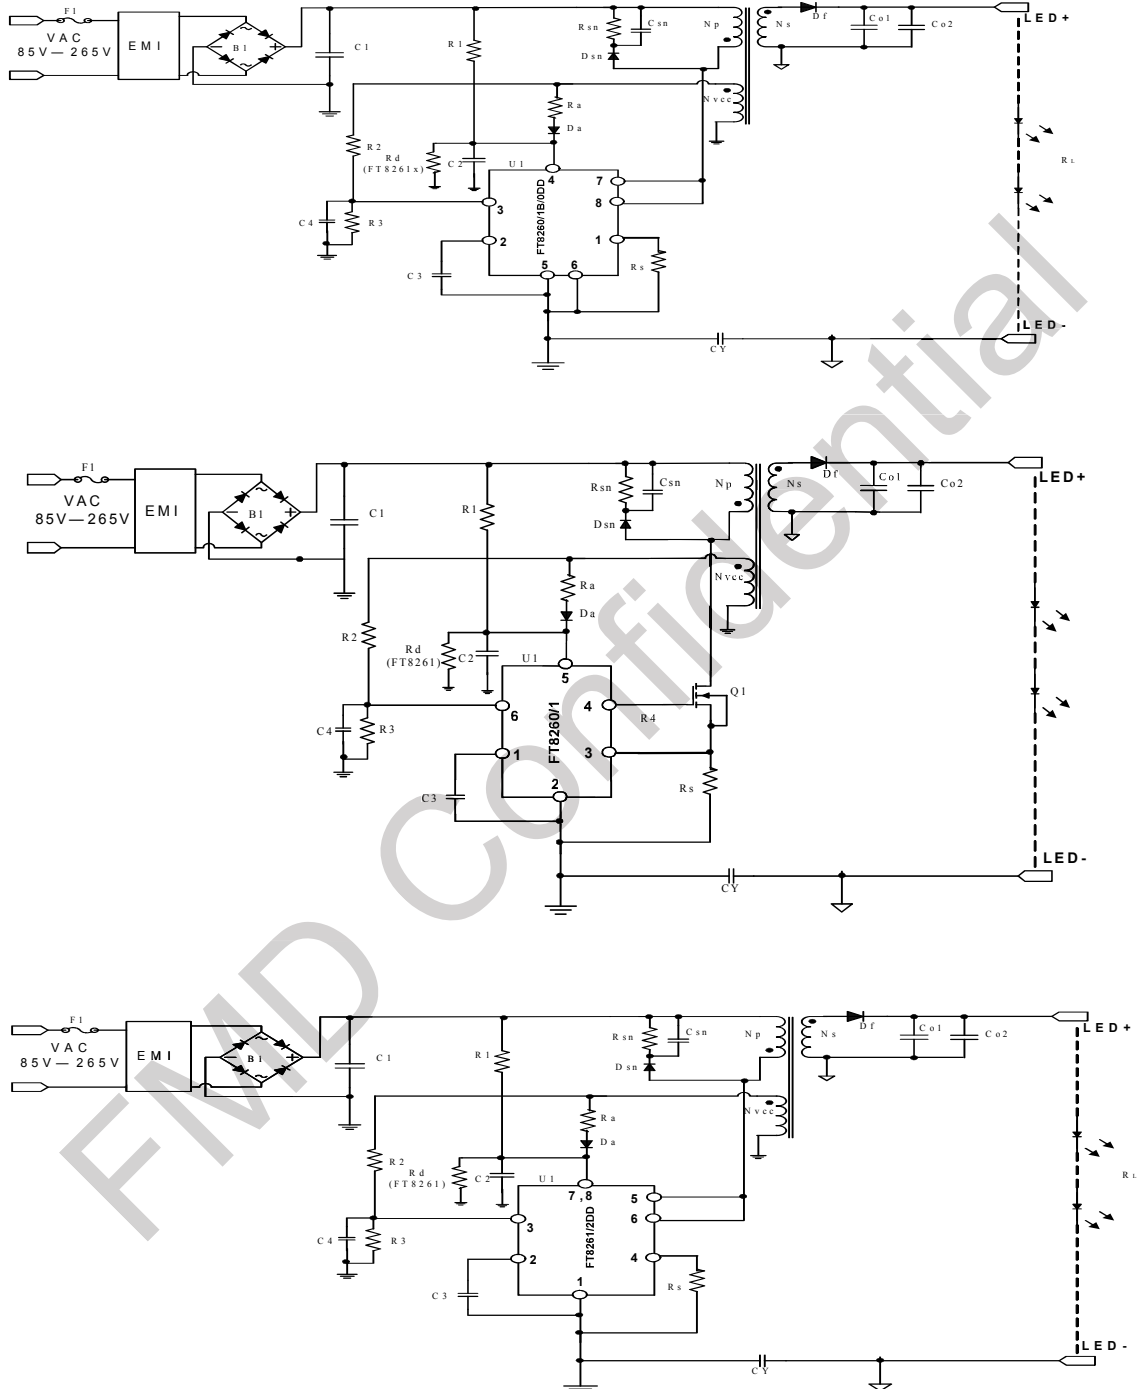 F1
VAC
85V—265V
EMI
B1
C1
R1
Rsn
Csn
Dsn
Np
Ns
Df
Co1
Co2
LED+
Nvcc
Ra
Da
R2
Rd
(FT8261x)
C2
U1
4
7
8
3
2
1
5
6
FT8260/1B/0DD
C4
R3
C3
Rs
RL
LED-
CY
F1
VAC
85V—265V
EMI
B1
C1
R1
Rsn
Csn
Dsn
Np
Ns
Df
Co1
Co2
LED+
Nvcc
Ra
Da
R2
Rd
(FT8261)
C2
U1
5
6
4
1
3
2
FT8260/1
R4
Q1
C4
R3
C3
Rs
LED-
CY
F1
VAC
85V—265V
EMI
B1
C1
R1
Rsn
Csn
Dsn
Np
Ns
Df
Co1
Co2
LED+
Nvcc
Ra
Da
R2
Rd
(FT8261)
C2
U1
7,8
5
6
3
2
4
1
FT8261/2DD
C4
R3
C3
Rs
RL
LED-
CY
FMD Confidential